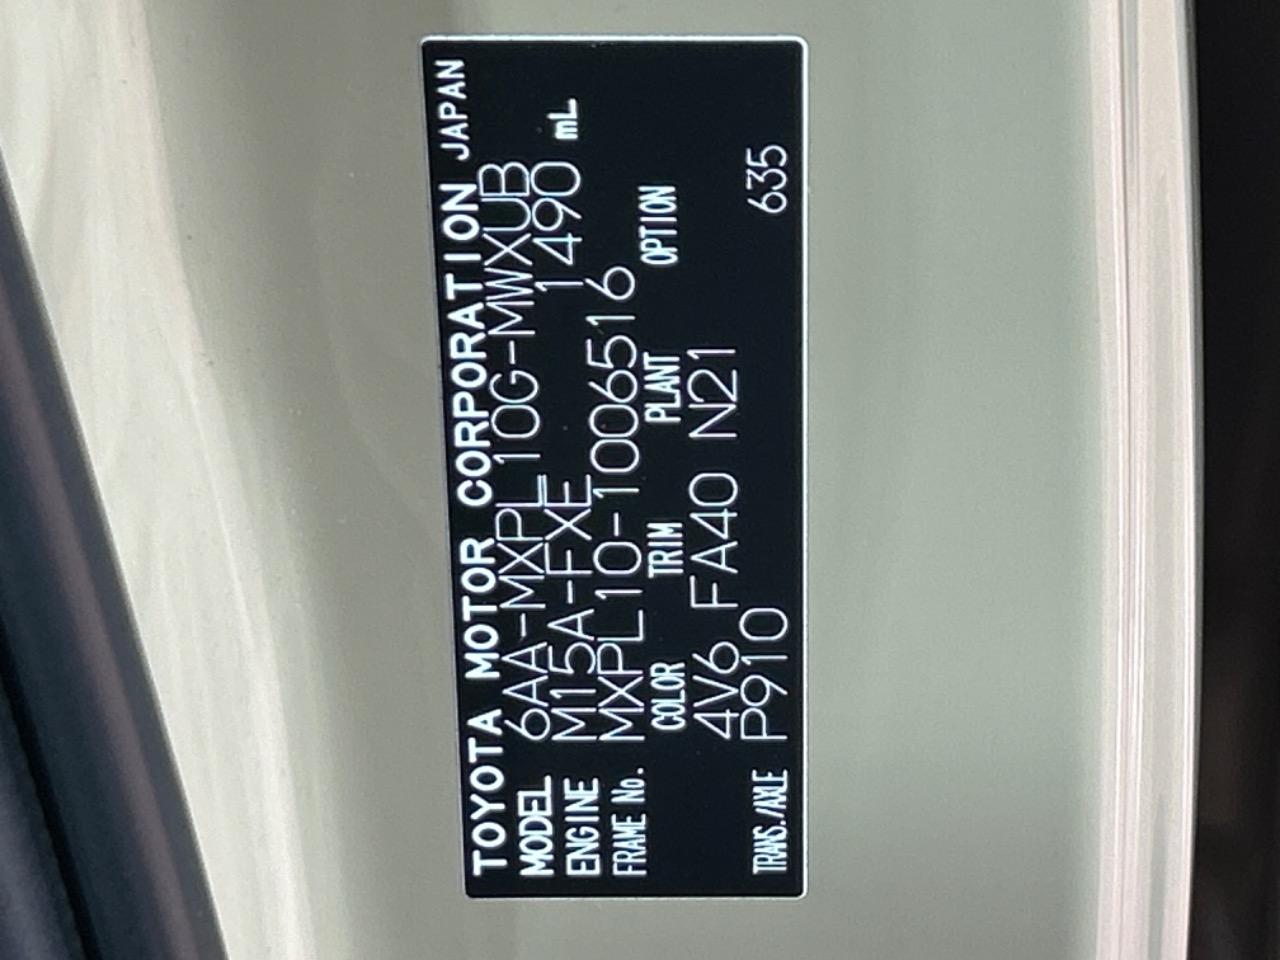 TOYOTA MOTOR CORPORATION JAPAN
MODEL 6AA-MXPL10G-MWXUB
ENGINE M15A-FXE 1490 mL
FRAME No. MXPL10-1006516
COLOR TRIM PLANT OPTION
4V6 FA40 N21
TRANS./AXLE P910 635